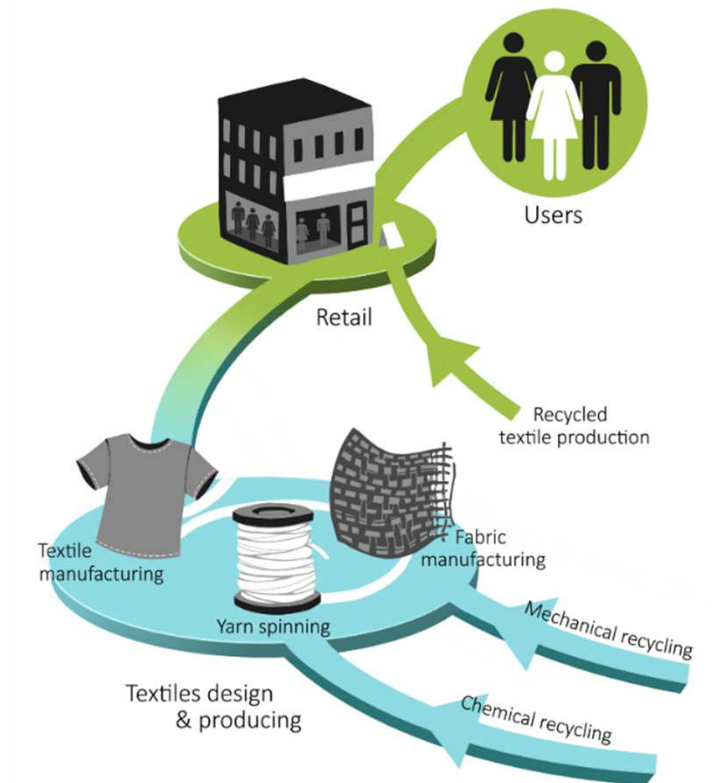 Users
Retail
Recycled
textile production
Textile
manufacturing
Fabric
manufacturing
Yarn spinning
Mechanical recycling
Textiles design
& producing
Chemical recycling